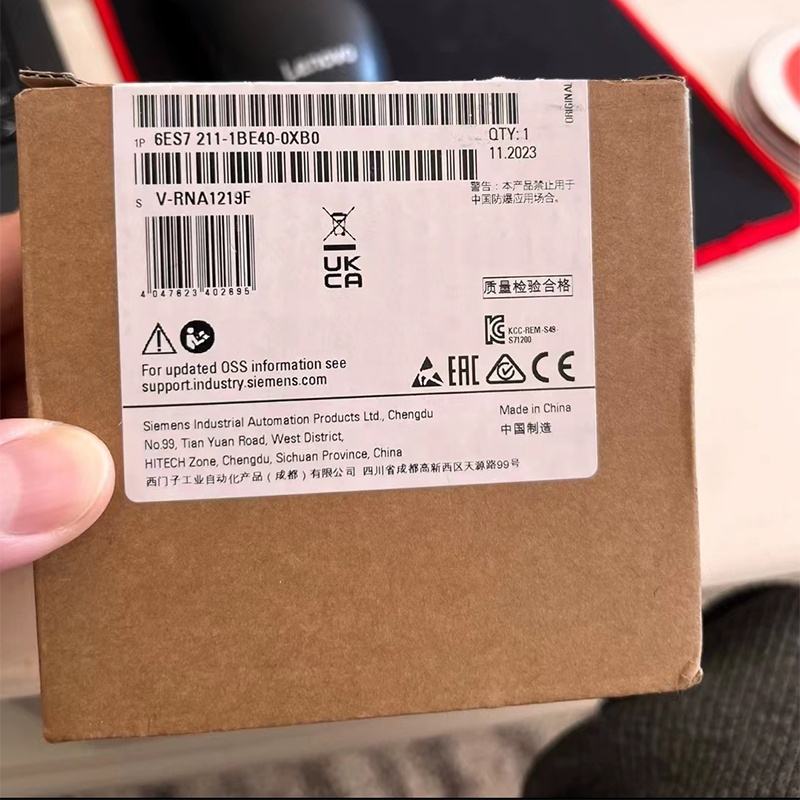 Lenovo
1P 6ES7 211-1BE40-0XB0
QTY: 1
11.2023
S V-RNA1219F
警告:本产品禁止用于
中国防爆应用场合。
UK
CA
4 047623 402695
质量检验合格
KCC-REM-S49-
S71200
For updated OSS information see
support.industry.siemens.com
EAC CE
Siemens Industrial Automation Products Ltd., Chengdu
No.99, Tian Yuan Road, West District,
HITECH Zone, Chengdu, Sichuan Province, China
西门子工业自动化产品(成都)有限公司 四川省成都高新西区天源路99号
Made in China
中国制造